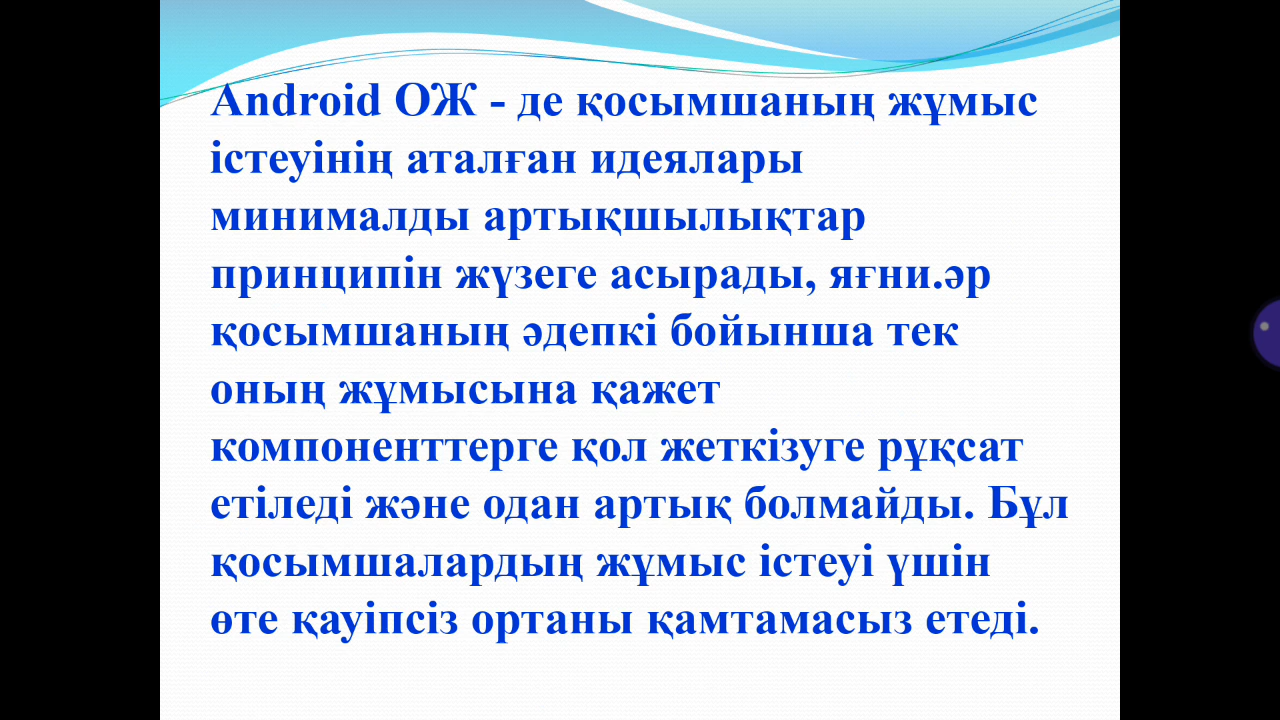 Android ОЖ - де қосымшаның жұмыс
істеуінің аталған идеялары
минималды артықшылықтар
принципін жүзеге асырады, яғни.әр
қосымшаның әдепкі бойынша тек
оның жұмысына қажет
компоненттерге қол жеткізуге рұқсат
етіледі және одан артық болмайды. Бұл
қосымшалардың жұмыс істеуі үшін
өте қауіпсіз ортаны қамтамасыз етеді.